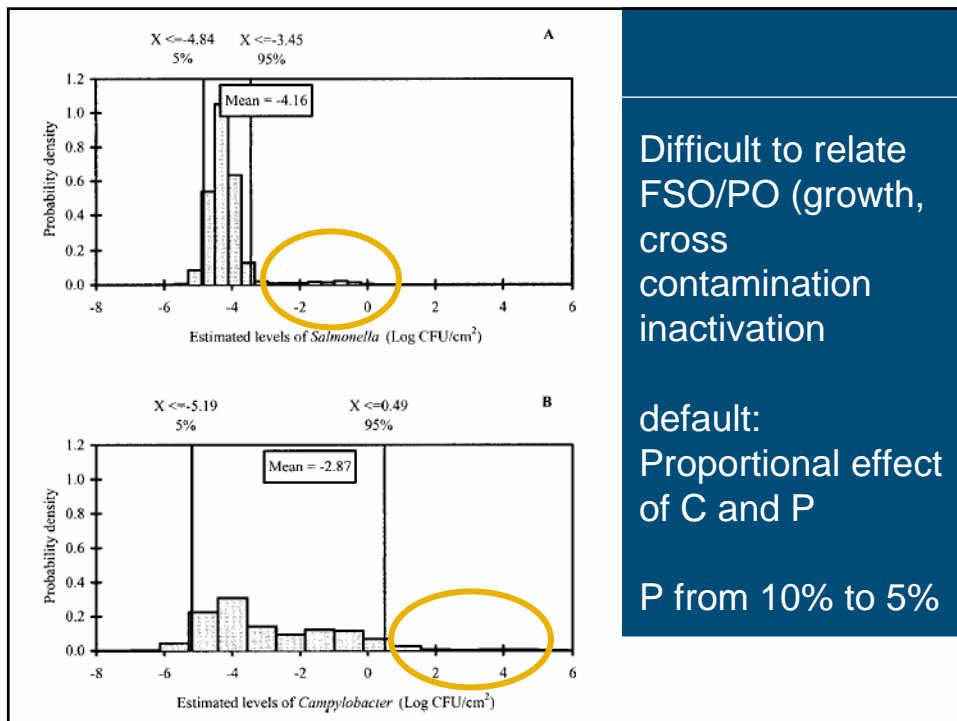 X <=-4.84 X <=-3.45 A
5% 95%
1.2
Mean = -4.16
1.0
0.8
0.6
0.4
0.2
0.0
Probability density
-8 -6 -4 -2 0 2 4 6
Estimated levels of Salmonella (Log CFU/cm²)
X <=-5.19 X <=0.49 B
5% 95%
1.2
Mean = -2.87
1.0
0.8
0.6
0.4
0.2
0.0
Probability density
-8 -6 -4 -2 0 2 4 6
Estimated levels of Campylobacter (Log CFU/cm²)
Difficult to relate
FSO/PO (growth,
cross
contamination
inactivation
default:
Proportional effect
of C and P
P from 10% to 5%